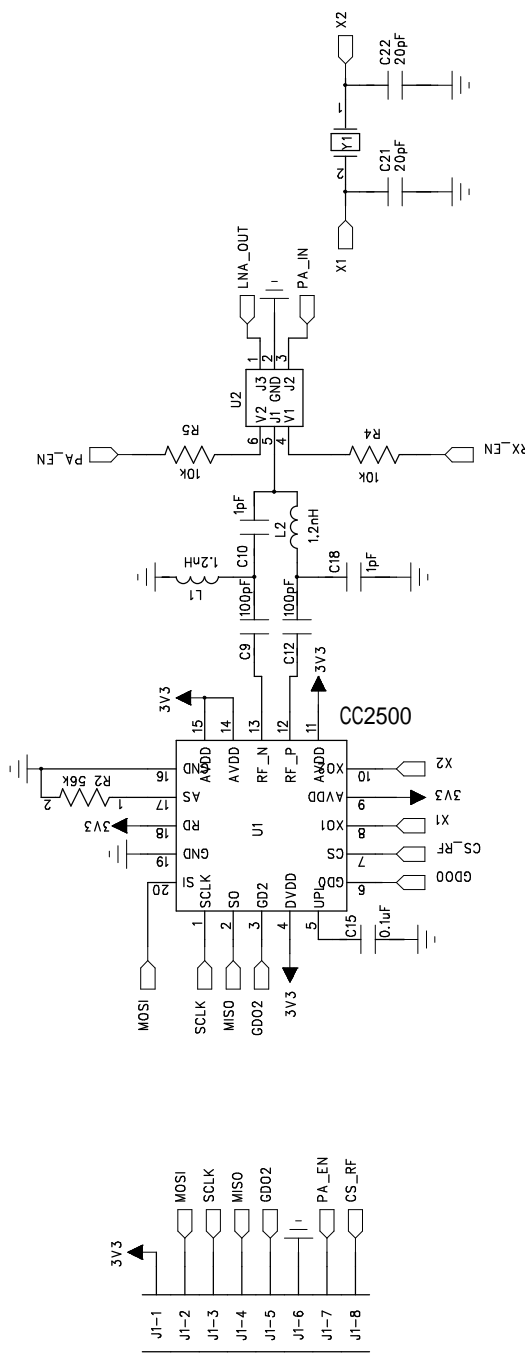 X2
C22
20pF
1
Y1
2
C21
20pF
X1
LNA_OUT
PA_IN
1
2
3
J3
GND
J2
U2
V2
J1
V1
6
5
4
PA_EN
R5
10k
R4
10k
RX_EN
1pF
C10
L2
1.2nH
L1
1.2nH
100pF
C9
100pF
C12
C18
1pF
3V3
3V3
15
14
13
12
11
AVDD
AVDD
RF_N
RF_P
AVDD
CC2500
U1
16
GND
17
AS
18
RD
19
GND
20
SI
2
R2 56k
1
3V3
XO2
10
X2
AVDD
9
3V3
XO1
8
X1
CS
7
CS_RF
GD0
6
GDO0
SCLK
SO
GD2
DVDD
UPL
1
2
3
4
5
C15
0.1uF
MOSI
SCLK
MISO
GDO2
3V3
3V3
J1-1
J1-2
MOSI
J1-3
SCLK
J1-4
MISO
J1-5
GDO2
J1-6
J1-7
PA_EN
J1-8
CS_RF